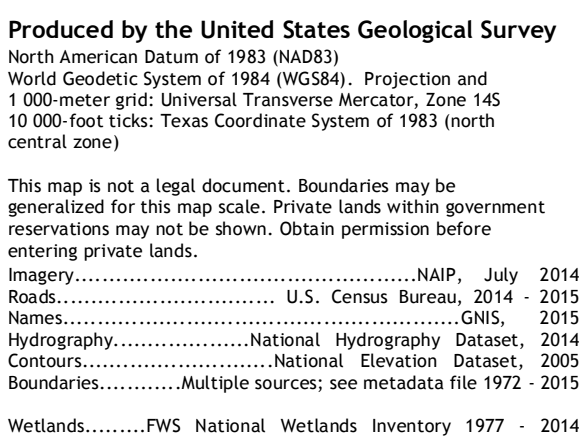 Produced by the United States Geological Survey
North American Datum of 1983 (NAD83)
World Geodetic System of 1984 (WGS84).  Projection and
1 000-meter grid: Universal Transverse Mercator, Zone 14S
10 000-foot ticks: Texas Coordinate System of 1983 (north
central zone)
This map is not a legal document. Boundaries may be
generalized for this map scale. Private lands within government
reservations may not be shown. Obtain permission before
entering private lands.
Imagery.................................................NAIP, July 2014
Roads............................... U.S. Census Bureau, 2014 - 2015
Names.........................................................GNIS, 2015
Hydrography...................National Hydrography Dataset, 2014
Contours............................National Elevation Dataset, 2005
Boundaries............Multiple sources; see metadata file 1972 - 2015
Wetlands.........FWS National Wetlands Inventory 1977 - 2014